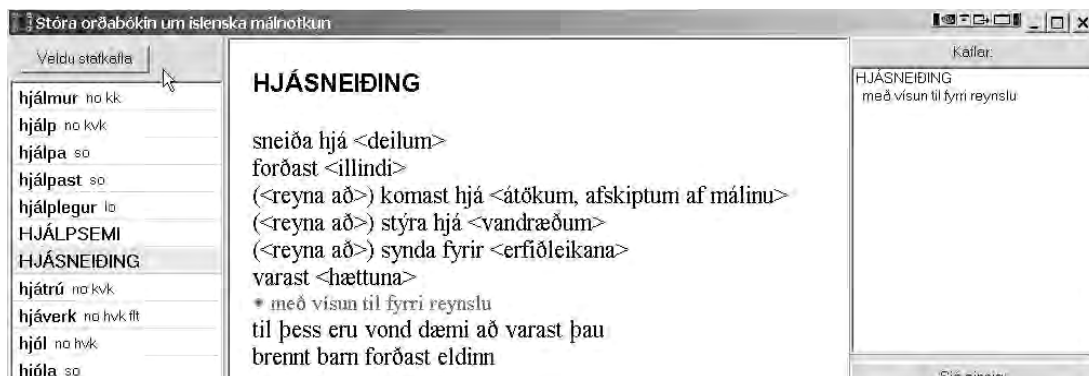 Stóra orðabókin um íslenska málnotkun
Veldu stafkafla
hjálmur no kk
hjálp no kvk
hjálpa so
hjálpast so
hjálplegur lo
HJÁLPSEMI
HJÁSNEIÐING
hjátrú no kvk
hjáverk no hvk flt
hjól no hvk
hjóla so
HJÁSNEIÐING
sneiða hjá <deilum>
forðast <illindi>
(<reyna að>) komast hjá <átökum, afskiptum af málinu>
(<reyna að>) stýra hjá <vandræðum>
(<reyna að>) synda fyrir <erfiðleikana>
varast <hættuna>
* með vísun til fyrri reynslu
til þess eru vond dæmi að varast þau
brennt barn forðast eldinn
Kaflar:
HJÁSNEIÐING
með vísun til fyrri reynslu